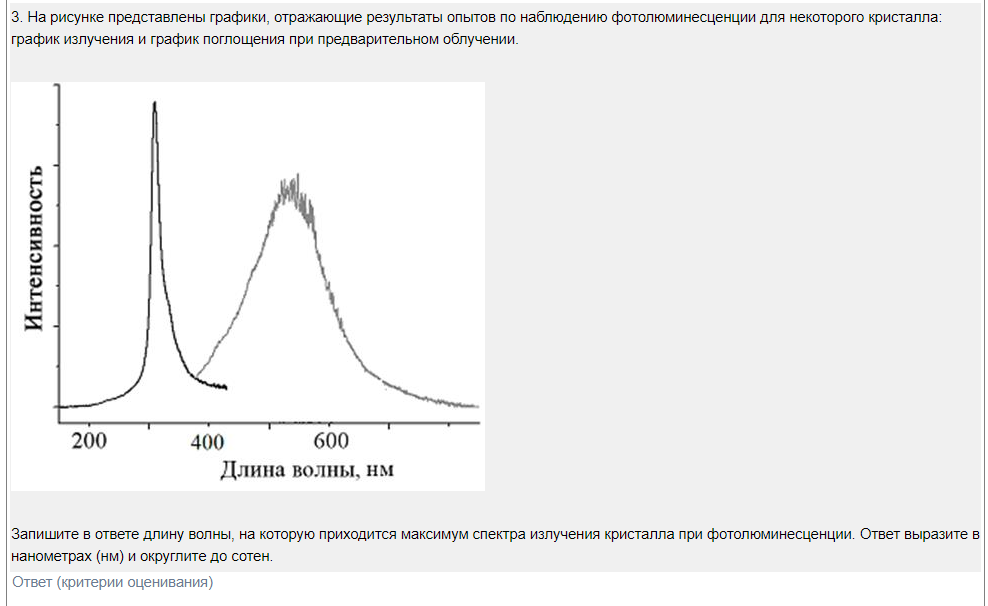 3. На рисунке представлены графики, отражающие результаты опытов по наблюдению фотолюминесценции для некоторого кристалла:
график излучения и график поглощения при предварительном облучении.
Интенсивность
200 400 600
Длина волны, нм
Запишите в ответе длину волны, на которую приходится максимум спектра излучения кристалла при фотолюминесценции. Ответ выразите в
нанометрах (нм) и округлите до сотен.
Ответ (критерии оценивания)